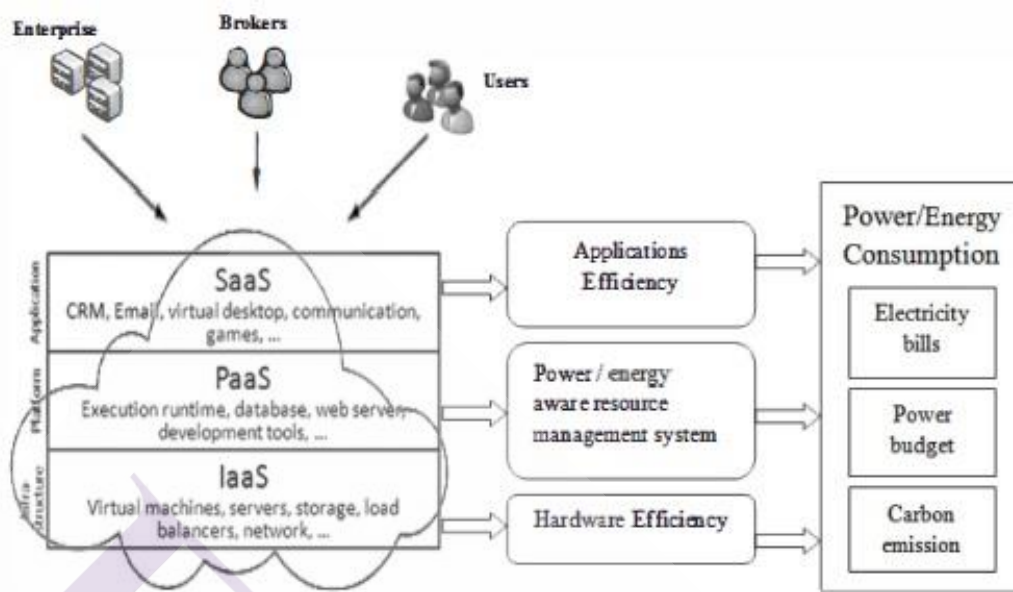 Enterprise
Brokers
Users
Application
SaaS
CRM, Email, virtual desktop, communication,
games, ...
Platform
PaaS
Execution runtime, database, web server,
development tools, ...
Infra-
structure
IaaS
Virtual machines, servers, storage, load
balancers, network, ...
Applications
Efficiency
Power / energy
aware resource
management system
Hardware Efficiency
Power/Energy
Consumption
Electricity
bills
Power
budget
Carbon
emission